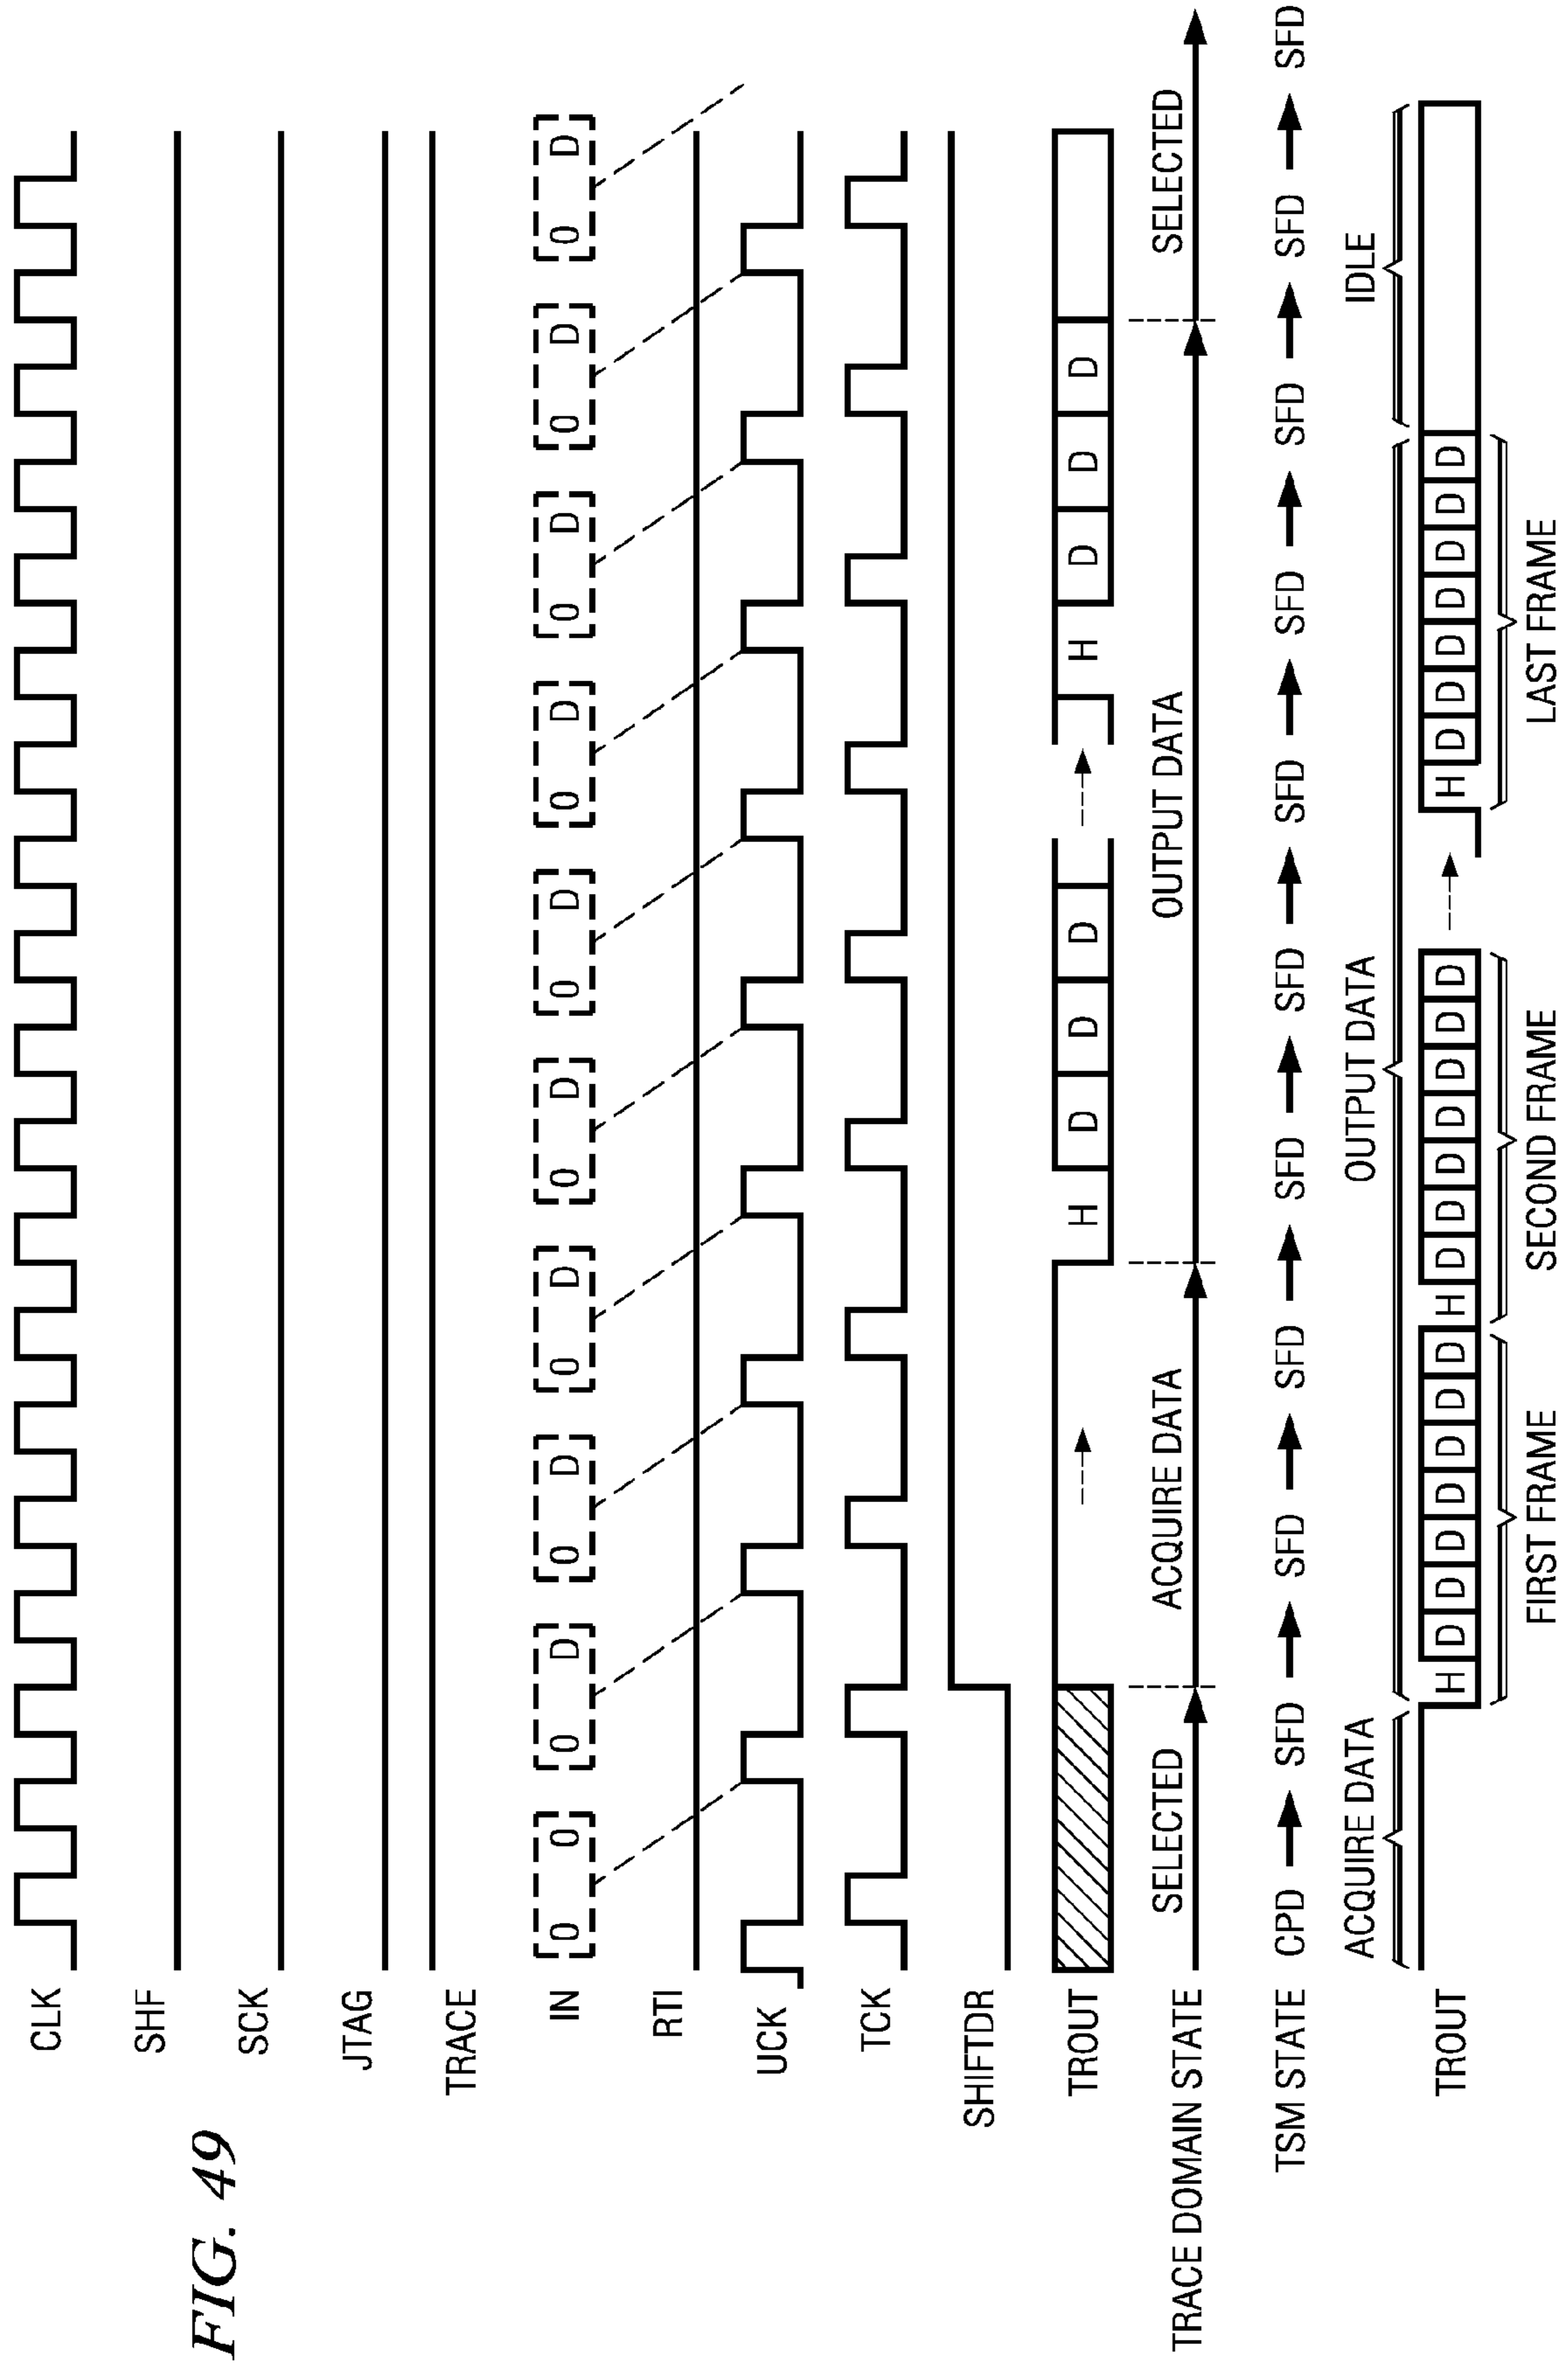 CLK
SHF
SCK
JTAG
TRACE
IN 0 0 0 D 0 D 0 D 0 D 0 D 0 D 0 D 0 D 0 D
RTI
UCK
TCK
SHIFTDR
TROUT H D D D H D D D
TRACE DOMAIN STATE SELECTED ACQUIRE DATA OUTPUT DATA SELECTED
TSM STATE CPD SFD SFD SFD SFD SFD SFD SFD SFD SFD SFD
ACQUIRE DATA OUTPUT DATA IDLE
TROUT H D D D D D D D H D D D D D D D H D D D D D D D
FIRST FRAME SECOND FRAME LAST FRAME
FIG. 49